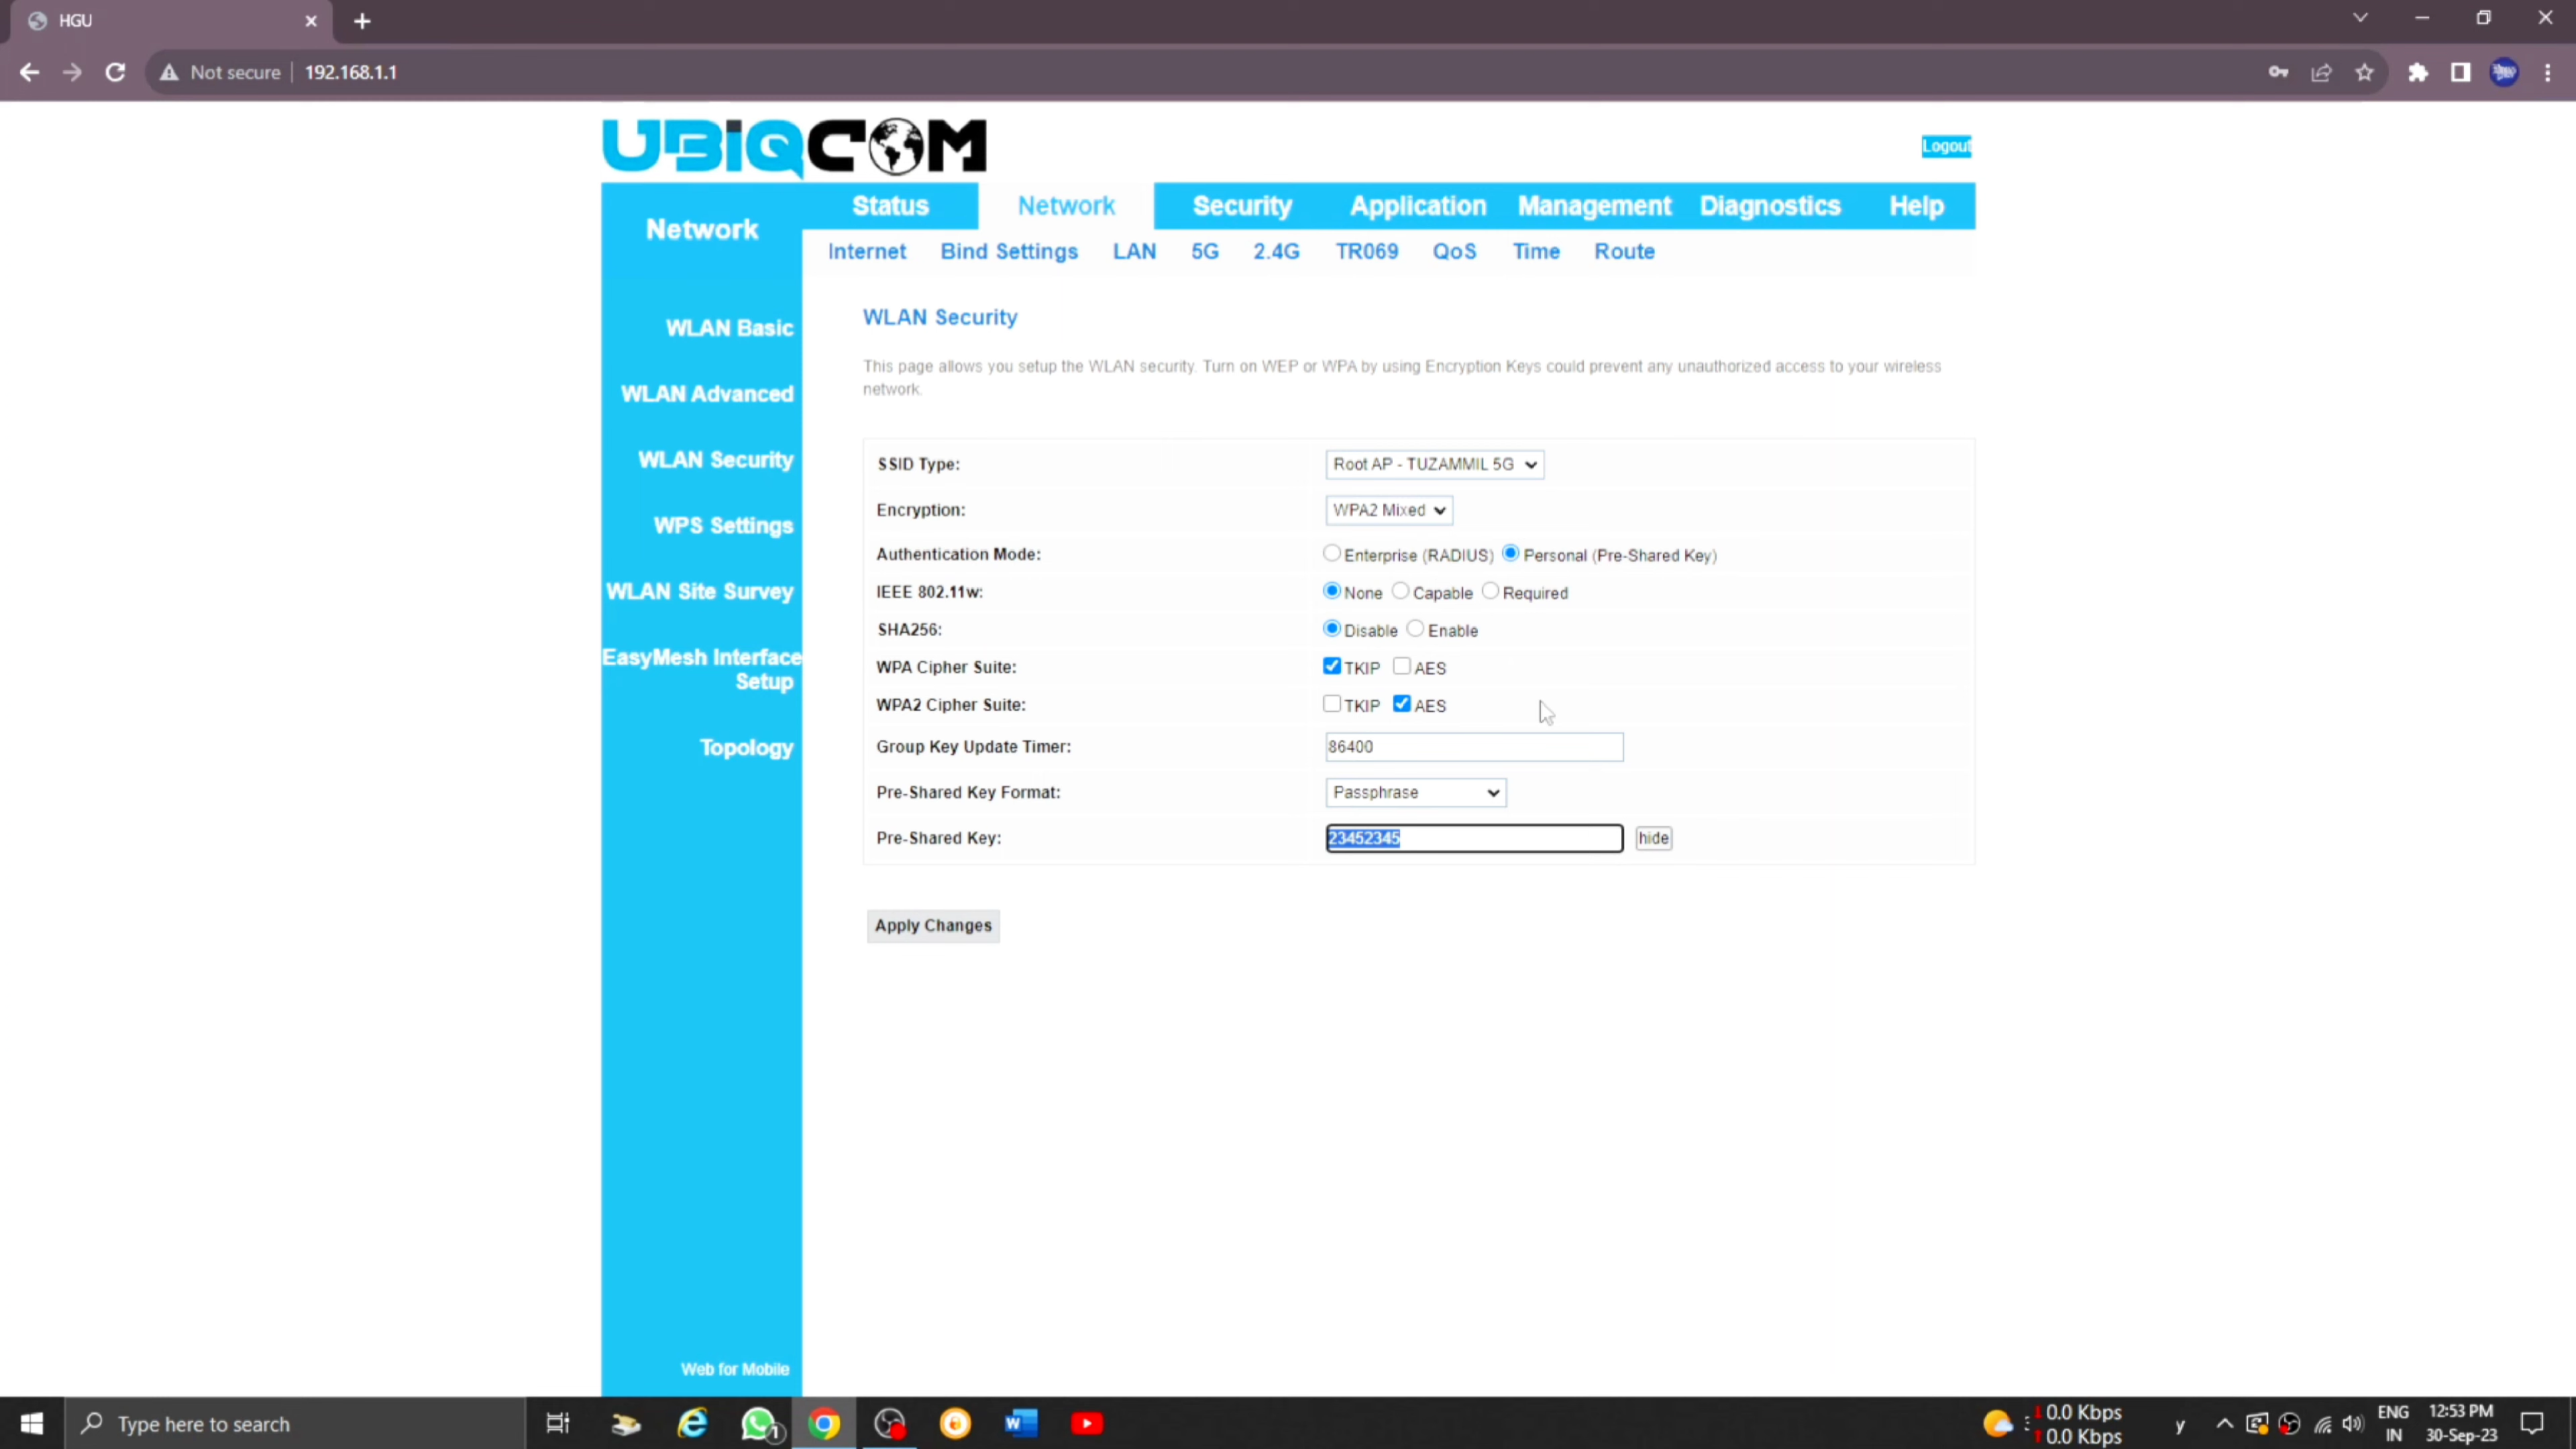 HGU
Not secure 192.168.1.1
UBiQCOM
Logout
Network
Status Network Security Application Management Diagnostics Help
Internet Bind Settings LAN 5G 2.4G TR069 QoS Time Route
WLAN Basic
WLAN Advanced
WLAN Security
WPS Settings
WLAN Site Survey
EasyMesh Interface
Setup
Topology
Web for Mobile
WLAN Security
This page allows you setup the WLAN security. Turn on WEP or WPA by using Encryption Keys could prevent any unauthorized access to your wireless
network.
SSID Type: Root AP - TUZAMMIL 5G
Encryption: WPA2 Mixed
Authentication Mode: Enterprise (RADIUS) Personal (Pre-Shared Key)
IEEE 802.11w: None Capable Required
SHA256: Disable Enable
WPA Cipher Suite: TKIP AES
WPA2 Cipher Suite: TKIP AES
Group Key Update Timer: 86400
Pre-Shared Key Format: Passphrase
Pre-Shared Key: 23452345 hide
Apply Changes
Type here to search
1
W
0.0 Kbps
0.0 Kbps
y
ENG
IN
12:53 PM
30-Sep-23